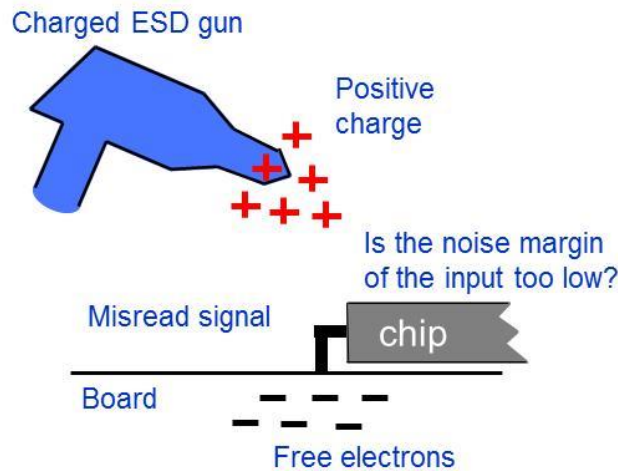 Charged ESD gun
Positive
charge
Is the noise margin
of the input too low?
Misread signal
chip
Board
Free electrons